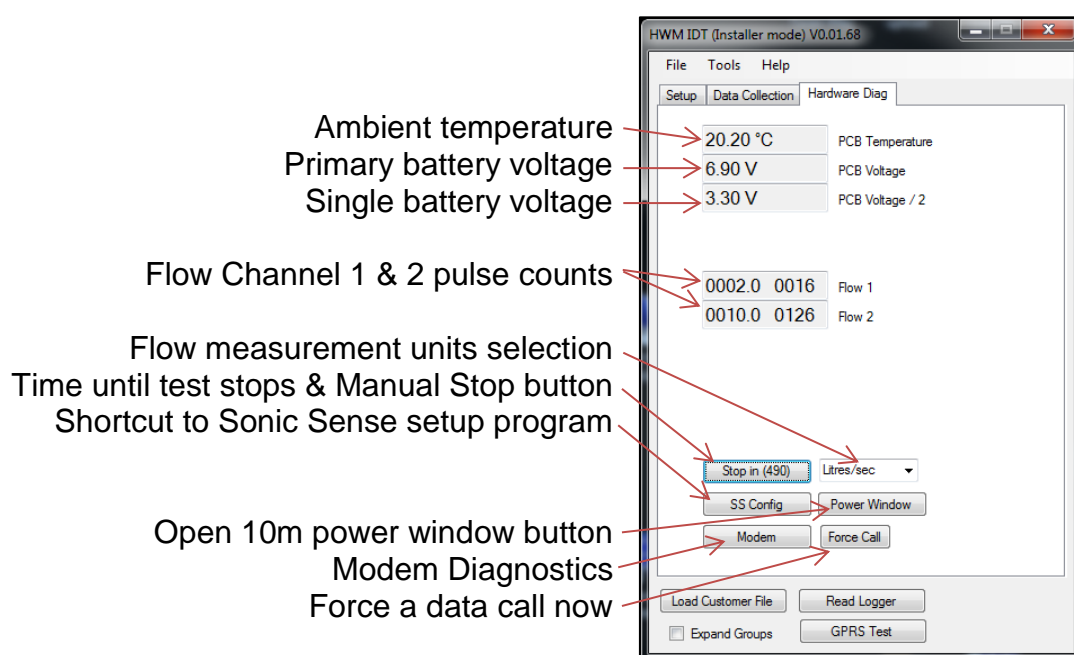 HWM IDT (Installer mode) V0.01.68
File Tools Help
Setup Data Collection Hardware Diag
Ambient temperature
20.20 °C PCB Temperature
Primary battery voltage
6.90 V PCB Voltage
Single battery voltage
3.30 V PCB Voltage / 2
Flow Channel 1 & 2 pulse counts
0002.0 0016 Flow 1
0010.0 0126 Flow 2
Flow measurement units selection
Time until test stops & Manual Stop button
Shortcut to Sonic Sense setup program
Stop in (490) Litres/sec
SS Config Power Window
Open 10m power window button
Modem Force Call
Modem Diagnostics
Force a data call now
Load Customer File Read Logger
Expand Groups GPRS Test